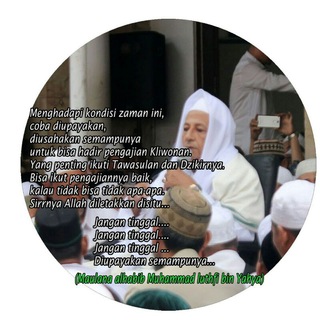 Menghadapi kondisi zaman ini,
coba diupayakan,
diusahakan semampunya
untuk bisa hadir pengajian Kliwonan.
Yang penting ikuti Tawasulan dan Dzikirnya.
Bisa ikut pengajiannya baik,
kalau tidak bisa tidak apa apa.
Sirrnya Allah diletakkan disitu...
Jangan tinggal....
Jangan tinggal....
Jangan tinggal ...
Diupayakan semampunya...
(Maulana alhabib Muhammad luthfi bin Yahya)